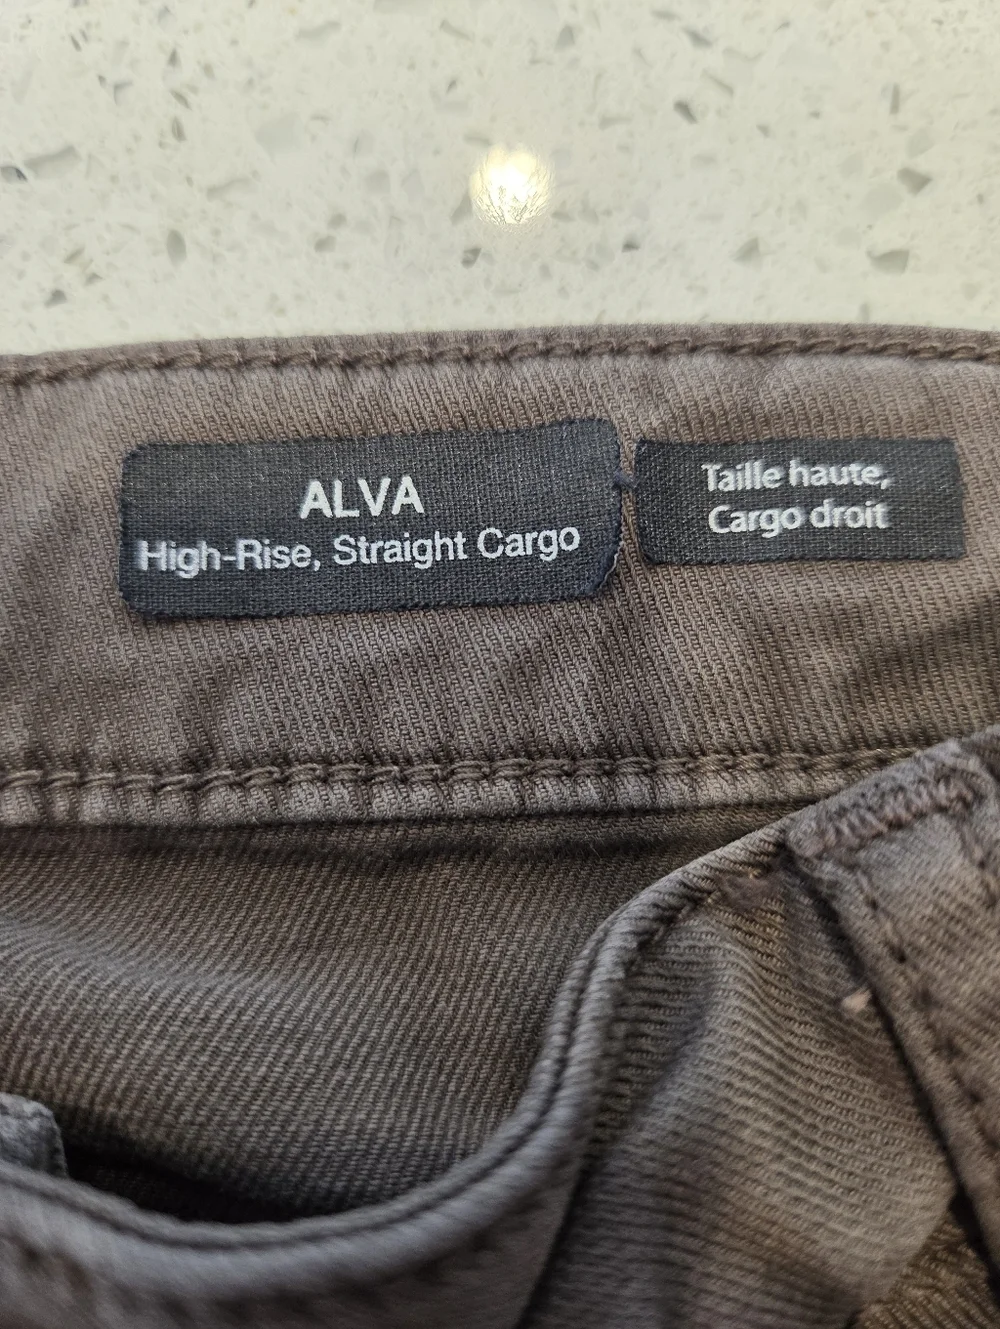 ALVA
High-Rise, Straight Cargo
Taille haute,
Cargo droit